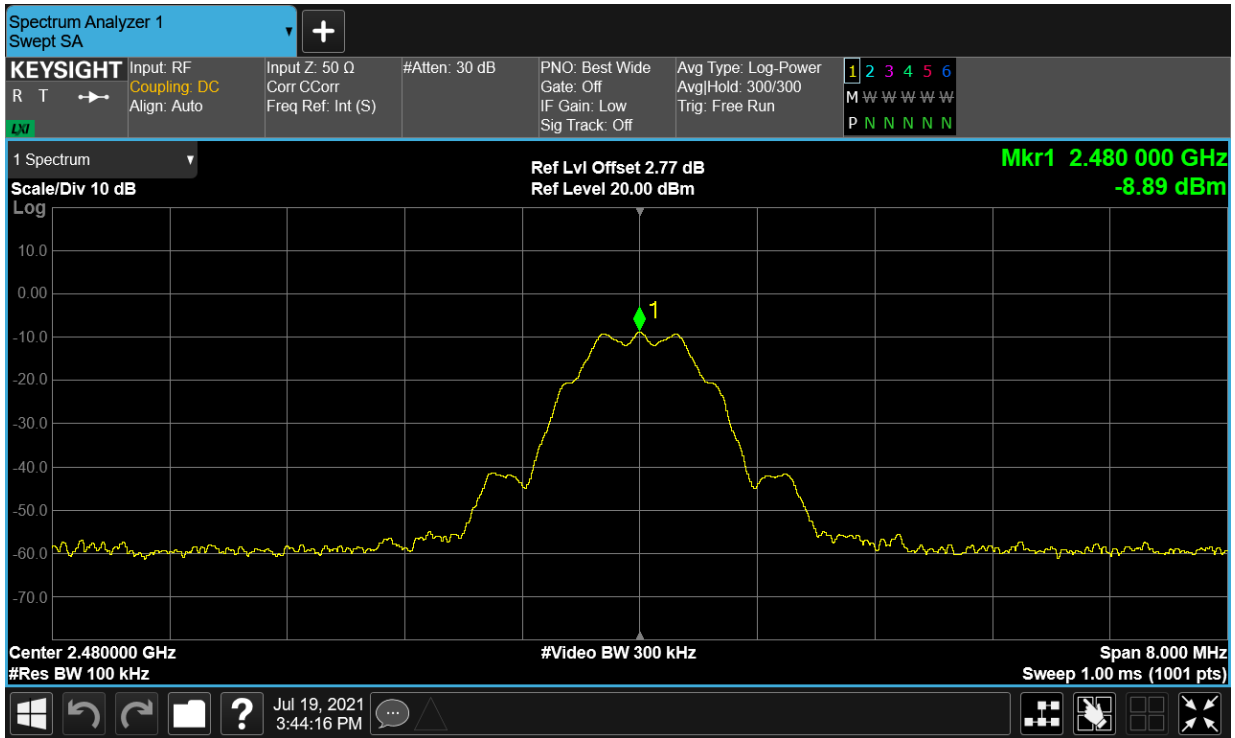 Spectrum Analyzer 1
Swept SA
KEYSIGHT
R T
LXI
Input: RF
Coupling: DC
Align: Auto
Input Z: 50 Ω
Corr CCorr
Freq Ref: Int (S)
#Atten: 30 dB
PNO: Best Wide
Gate: Off
IF Gain: Low
Sig Track: Off
Avg Type: Log-Power
Avg|Hold: 300/300
Trig: Free Run
1 2 3 4 5 6
M W W W W W
P N N N N N
1 Spectrum
Scale/Div 10 dB
Log
Ref Lvl Offset 2.77 dB
Ref Level 20.00 dBm
Mkr1 2.480 000 GHz
-8.89 dBm
10.0
0.00
1
-10.0
-20.0
-30.0
-40.0
-50.0
-60.0
-70.0
Center 2.480000 GHz
#Video BW 300 kHz
Span 8.000 MHz
#Res BW 100 kHz
Sweep 1.00 ms (1001 pts)
?
Jul 19, 2021
3:44:16 PM